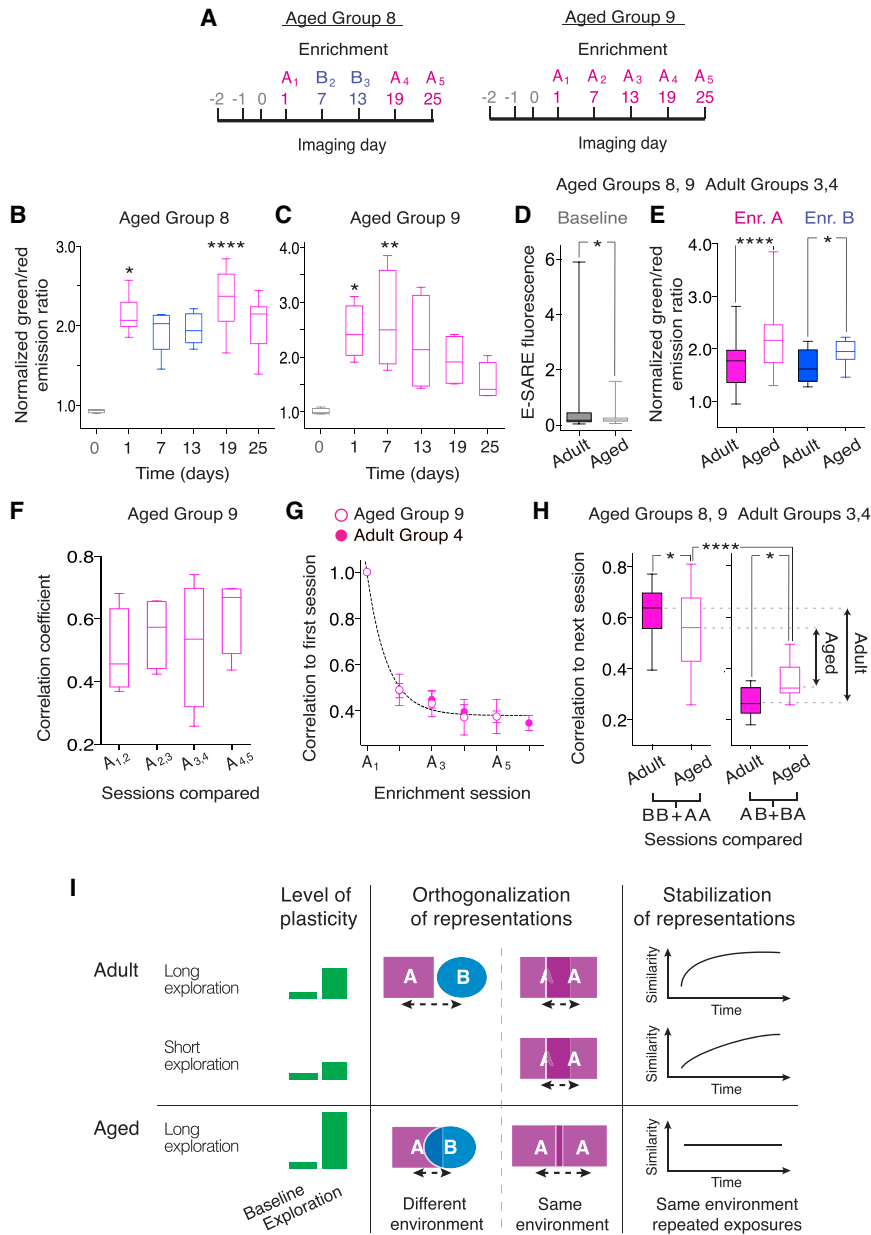 A
Aged Group 8
Enrichment
A1 B2 B3 A4 A5
-2 -1 0 1 7 13 19 25
Imaging day
Aged Group 9
Enrichment
A1 A2 A3 A4 A5
-2 -1 0 1 7 13 19 25
Imaging day
B
Aged Group 8
Normalized green/red
emission ratio
3.0
2.0
1.0
*
****
0 1 7 13 19 25
Time (days)
C
Aged Group 9
4.0
3.0
2.0
1.0
*
**
0 1 7 13 19 25
Time (days)
Aged Groups 8, 9 Adult Groups 3,4
D
Baseline
E-SARE fluorescence
6
4
2
0
*
Adult
Aged
E
Enr. A
Enr. B
Normalized green/red
emission ratio
4.0
3.0
2.0
1.0
****
*
Adult
Aged
Adult
Aged
F
Aged Group 9
Correlation coefficient
0.8
0.6
0.4
0.2
A1,2 A2,3 A3,4 A4,5
Sessions compared
G
Aged Group 9
Adult Group 4
Correlation to first session
1.0
0.8
0.6
0.4
A1 A3 A5
Enrichment session
H
Aged Groups 8, 9 Adult Groups 3,4
Correlation to next session
0.8
0.6
0.4
0.2
*
****
*
Aged
Adult
Adult
Aged
Adult
Aged
BB+AA
AB+BA
Sessions compared
I
Level of
plasticity
Orthogonalization
of representations
Stabilization
of representations
Adult
Long
exploration
A B
A A
Similarity
Time
Short
exploration
A A
Similarity
Time
Aged
Long
exploration
A B
A A
Similarity
Time
Baseline
Exploration
Different
environment
Same
environment
Same environment
repeated exposures